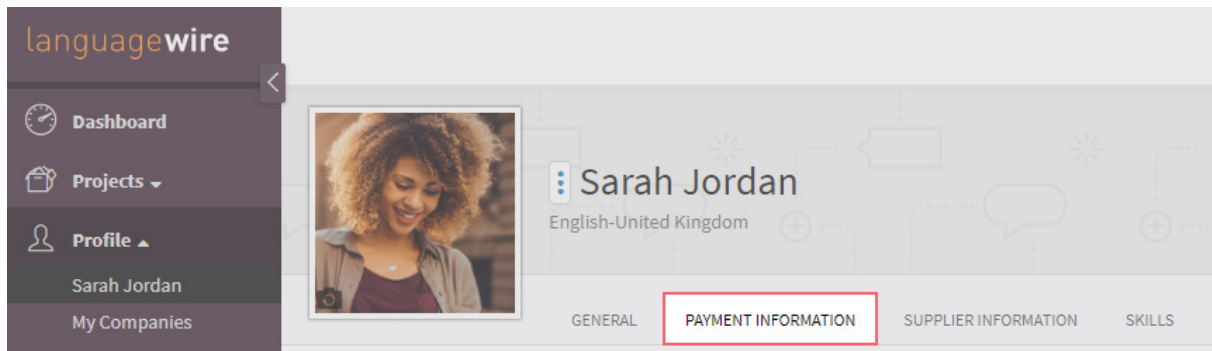 languagewire
Dashboard
Projects
Profile
Sarah Jordan
My Companies
Sarah Jordan
English-United Kingdom
GENERAL PAYMENT INFORMATION SUPPLIER INFORMATION SKILLS